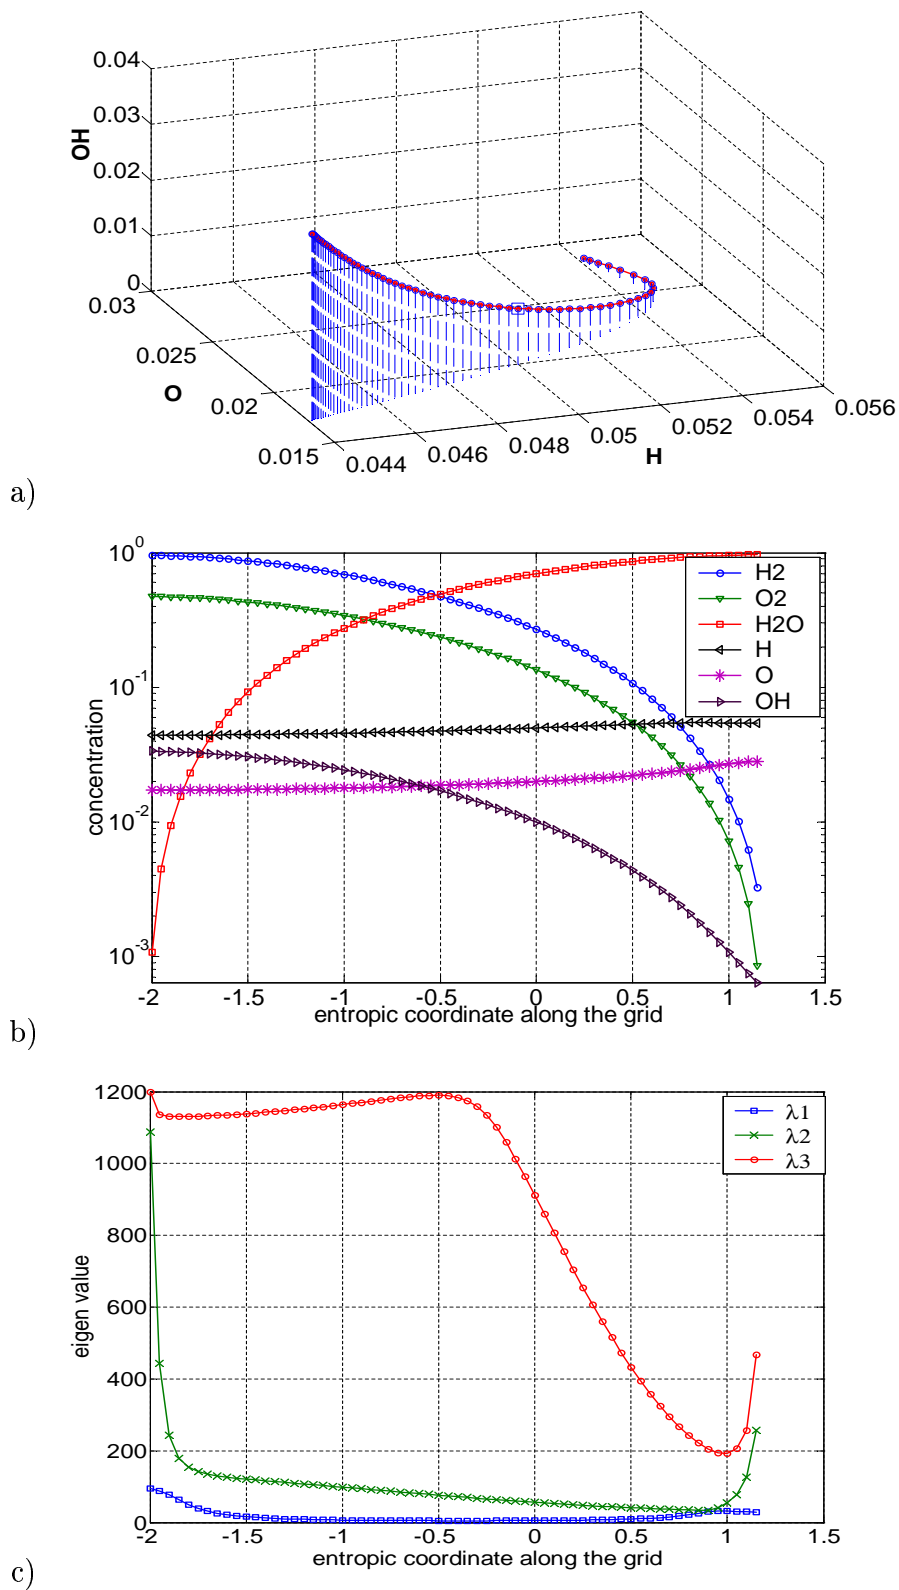 0.04
0.03
0.02
0.01
0
OH
0.03
0.025
0.02
0.015
O
0.044
0.046
0.048
0.05
0.052
0.054
0.056
H
a)
10^0
10^-1
10^-2
10^-3
concentration
H2
O2
H2O
H
O
OH
-2 -1.5 -1 -0.5 0 0.5 1 1.5
entropic coordinate along the grid
b)
1200
1000
800
600
400
200
0
eigen value
λ1
λ2
λ3
-2 -1.5 -1 -0.5 0 0.5 1 1.5
entropic coordinate along the grid
c)